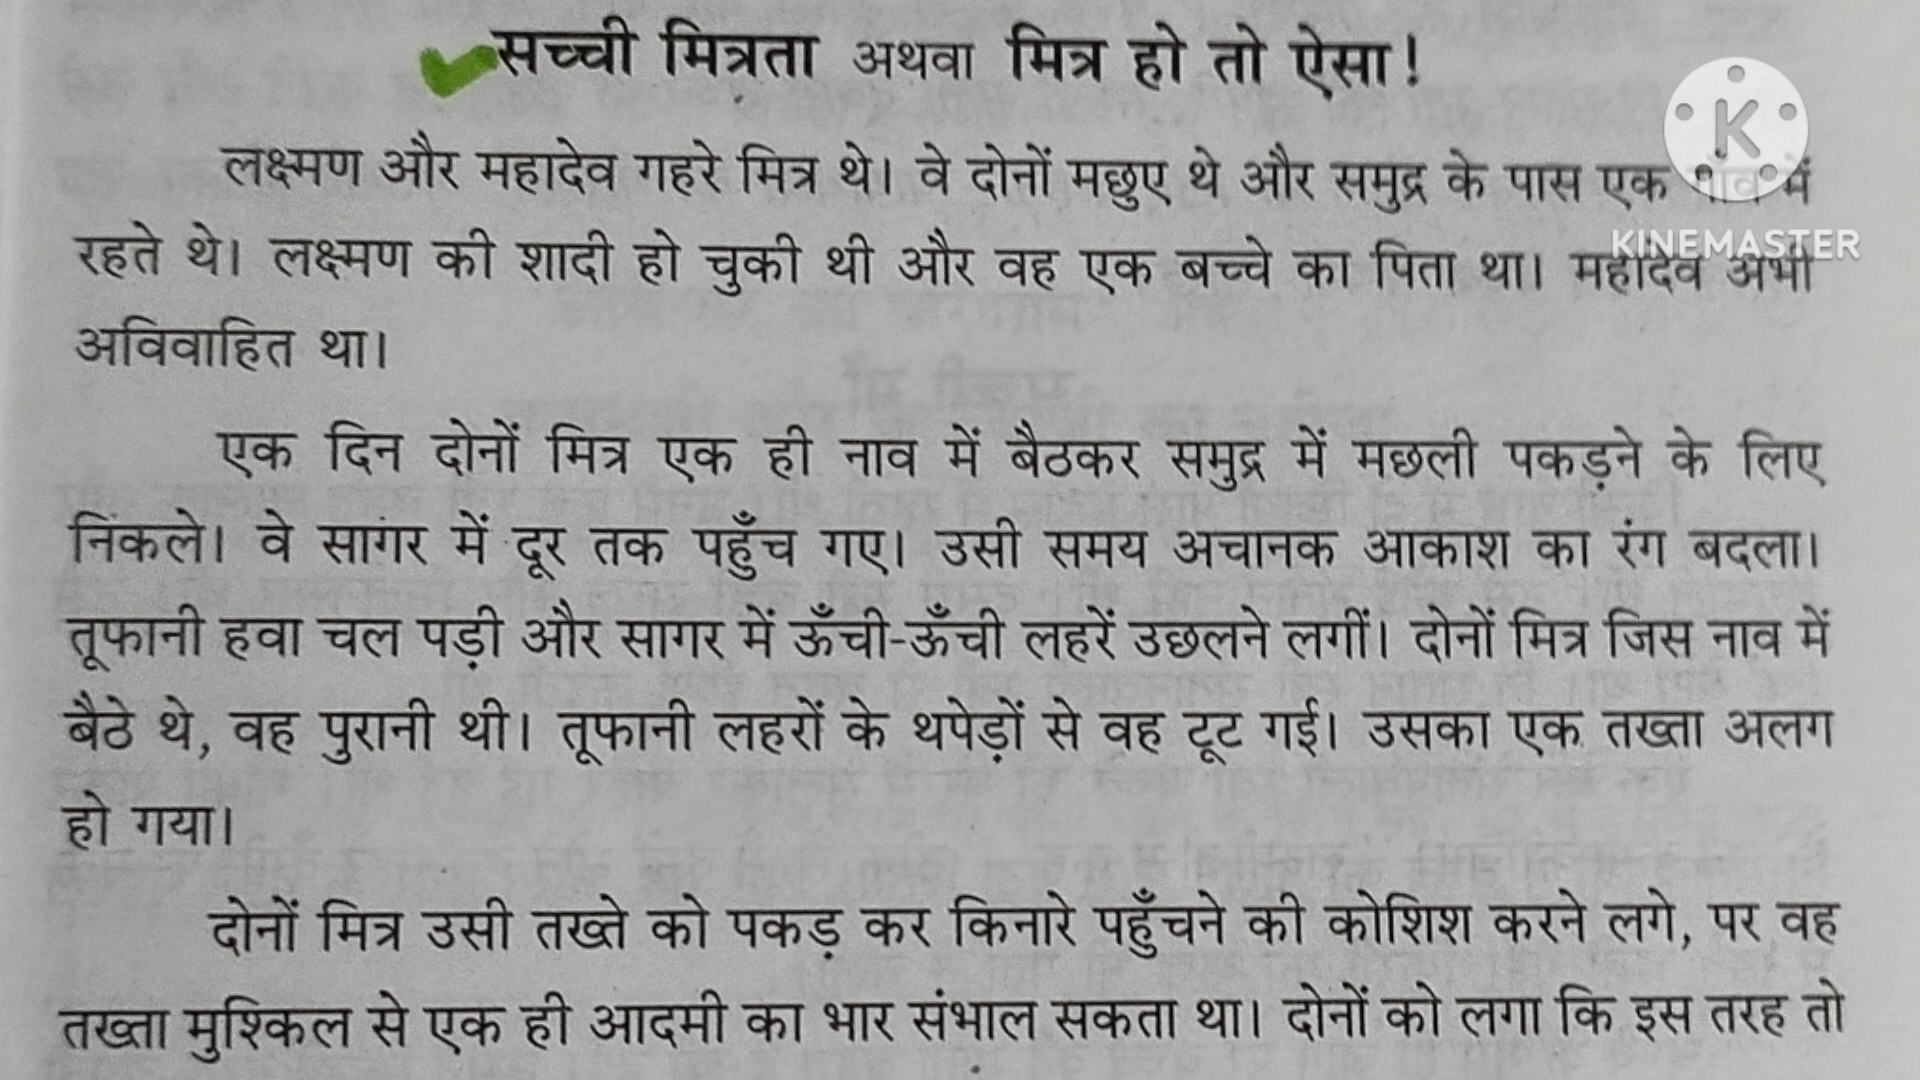 सच्ची मित्रता अथवा मित्र हो तो ऐसा!
लक्ष्मण और महादेव गहरे मित्र थे। वे दोनों मछुए थे और समुद्र के पास एक गाँव में
रहते थे। लक्ष्मण की शादी हो चुकी थी और वह एक बच्चे का पिता था। महादेव अभी
अविवाहित था।
एक दिन दोनों मित्र एक ही नाव में बैठकर समुद्र में मछली पकड़ने के लिए
निकले। वे सागर में दूर तक पहुँच गए। उसी समय अचानक आकाश का रंग बदला।
तूफानी हवा चल पड़ी और सागर में ऊँची-ऊँची लहरें उछलने लगीं। दोनों मित्र जिस नाव में
बैठे थे, वह पुरानी थी। तूफानी लहरों के थपेड़ों से वह टूट गई। उसका एक तख्ता अलग
हो गया।
दोनों मित्र उसी तख्ते को पकड़ कर किनारे पहुँचने की कोशिश करने लगे, पर वह
तख्ता मुश्किल से एक ही आदमी का भार संभाल सकता था। दोनों को लगा कि इस तरह तो
K
KINEMASTER